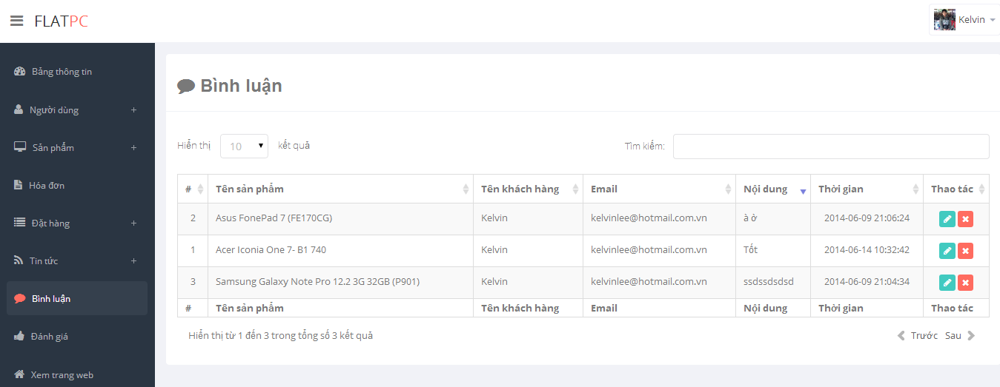 FLATPC
Kelvin
Bảng thông tin
Người dùng +
Sản phẩm +
Hóa đơn
Đặt hàng +
Tin tức +
Bình luận
Đánh giá
Xem trang web
Bình luận
Hiển thị 10 kết quả
Tìm kiếm:
# Tên sản phẩm Tên khách hàng Email Nội dung Thời gian Thao tác
2 Asus FonePad 7 (FE170CG) Kelvin kelvinlee@hotmail.com.vn à ở 2014-06-09 21:06:24
1 Acer Iconia One 7- B1 740 Kelvin kelvinlee@hotmail.com.vn Tốt 2014-06-14 10:32:42
3 Samsung Galaxy Note Pro 12.2 3G 32GB (P901) Kelvin kelvinlee@hotmail.com.vn ssdssdsdsd 2014-06-09 21:04:34
# Tên sản phẩm Tên khách hàng Email Nội dung Thời gian Thao tác
Hiển thị từ 1 đến 3 trong tổng số 3 kết quả
Trước Sau